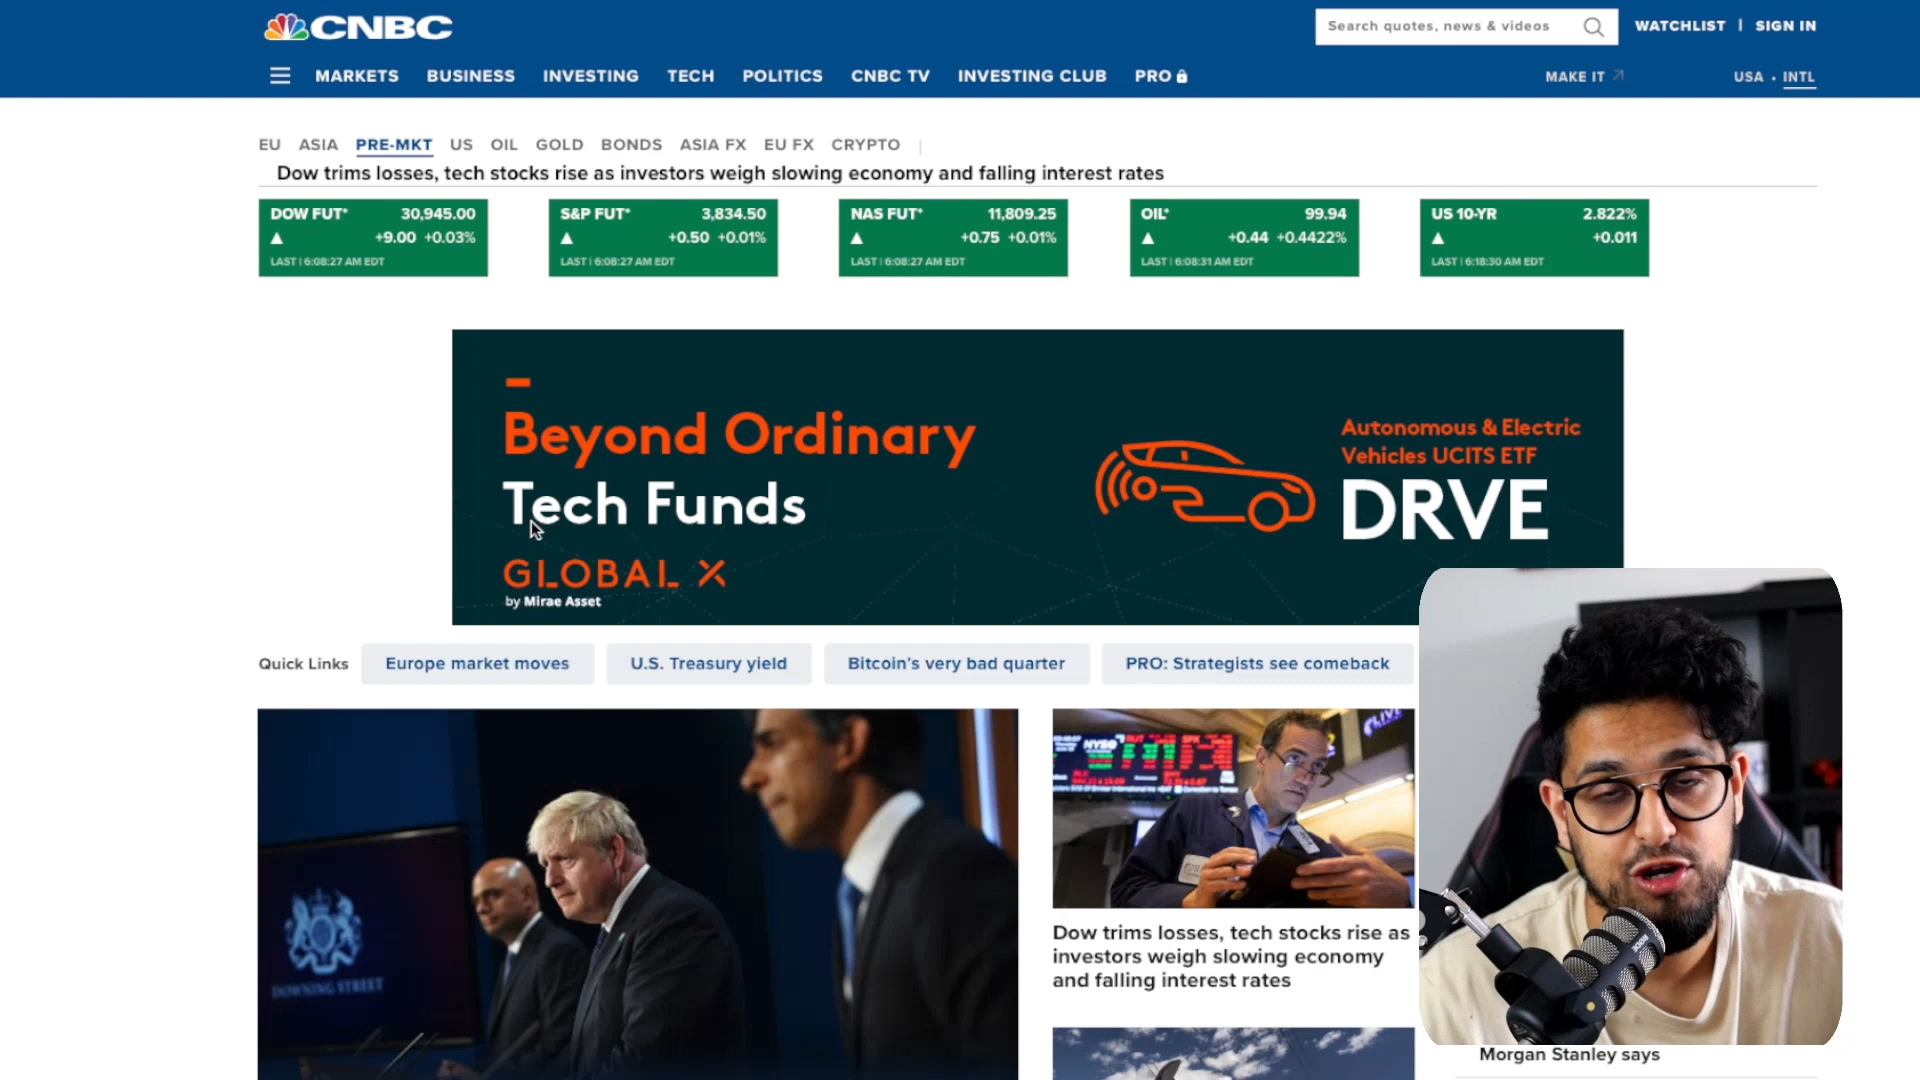 CNBC
Search quotes, news & videos
WATCHLIST | SIGN IN
MARKETS BUSINESS INVESTING TECH POLITICS CNBC TV INVESTING CLUB PRO
MAKE IT
USA • INTL
EU ASIA PRE-MKT US OIL GOLD BONDS ASIA FX EU FX CRYPTO
Dow trims losses, tech stocks rise as investors weigh slowing economy and falling interest rates
DOW FUT* 30,945.00
▲ +9.00 +0.03%
LAST | 6:08:27 AM EDT
S&P FUT* 3,834.50
▲ +0.50 +0.01%
LAST | 6:08:27 AM EDT
NAS FUT* 11,809.25
▲ +0.75 +0.01%
LAST | 6:08:27 AM EDT
OIL* 99.94
▲ +0.44 +0.4422%
LAST | 6:08:31 AM EDT
US 10-YR 2.822%
▲ +0.011
LAST | 6:18:30 AM EDT
Beyond Ordinary
Tech Funds
GLOBAL X
by Mirae Asset
Autonomous & Electric
Vehicles UCITS ETF
DRVE
Quick Links
Europe market moves
U.S. Treasury yield
Bitcoin's very bad quarter
PRO: Strategists see comeback
DOWNING STREET
LIVE
NYSE RUT SPX
Dow trims losses, tech stocks rise as
investors weigh slowing economy
and falling interest rates
RODE
Morgan Stanley says